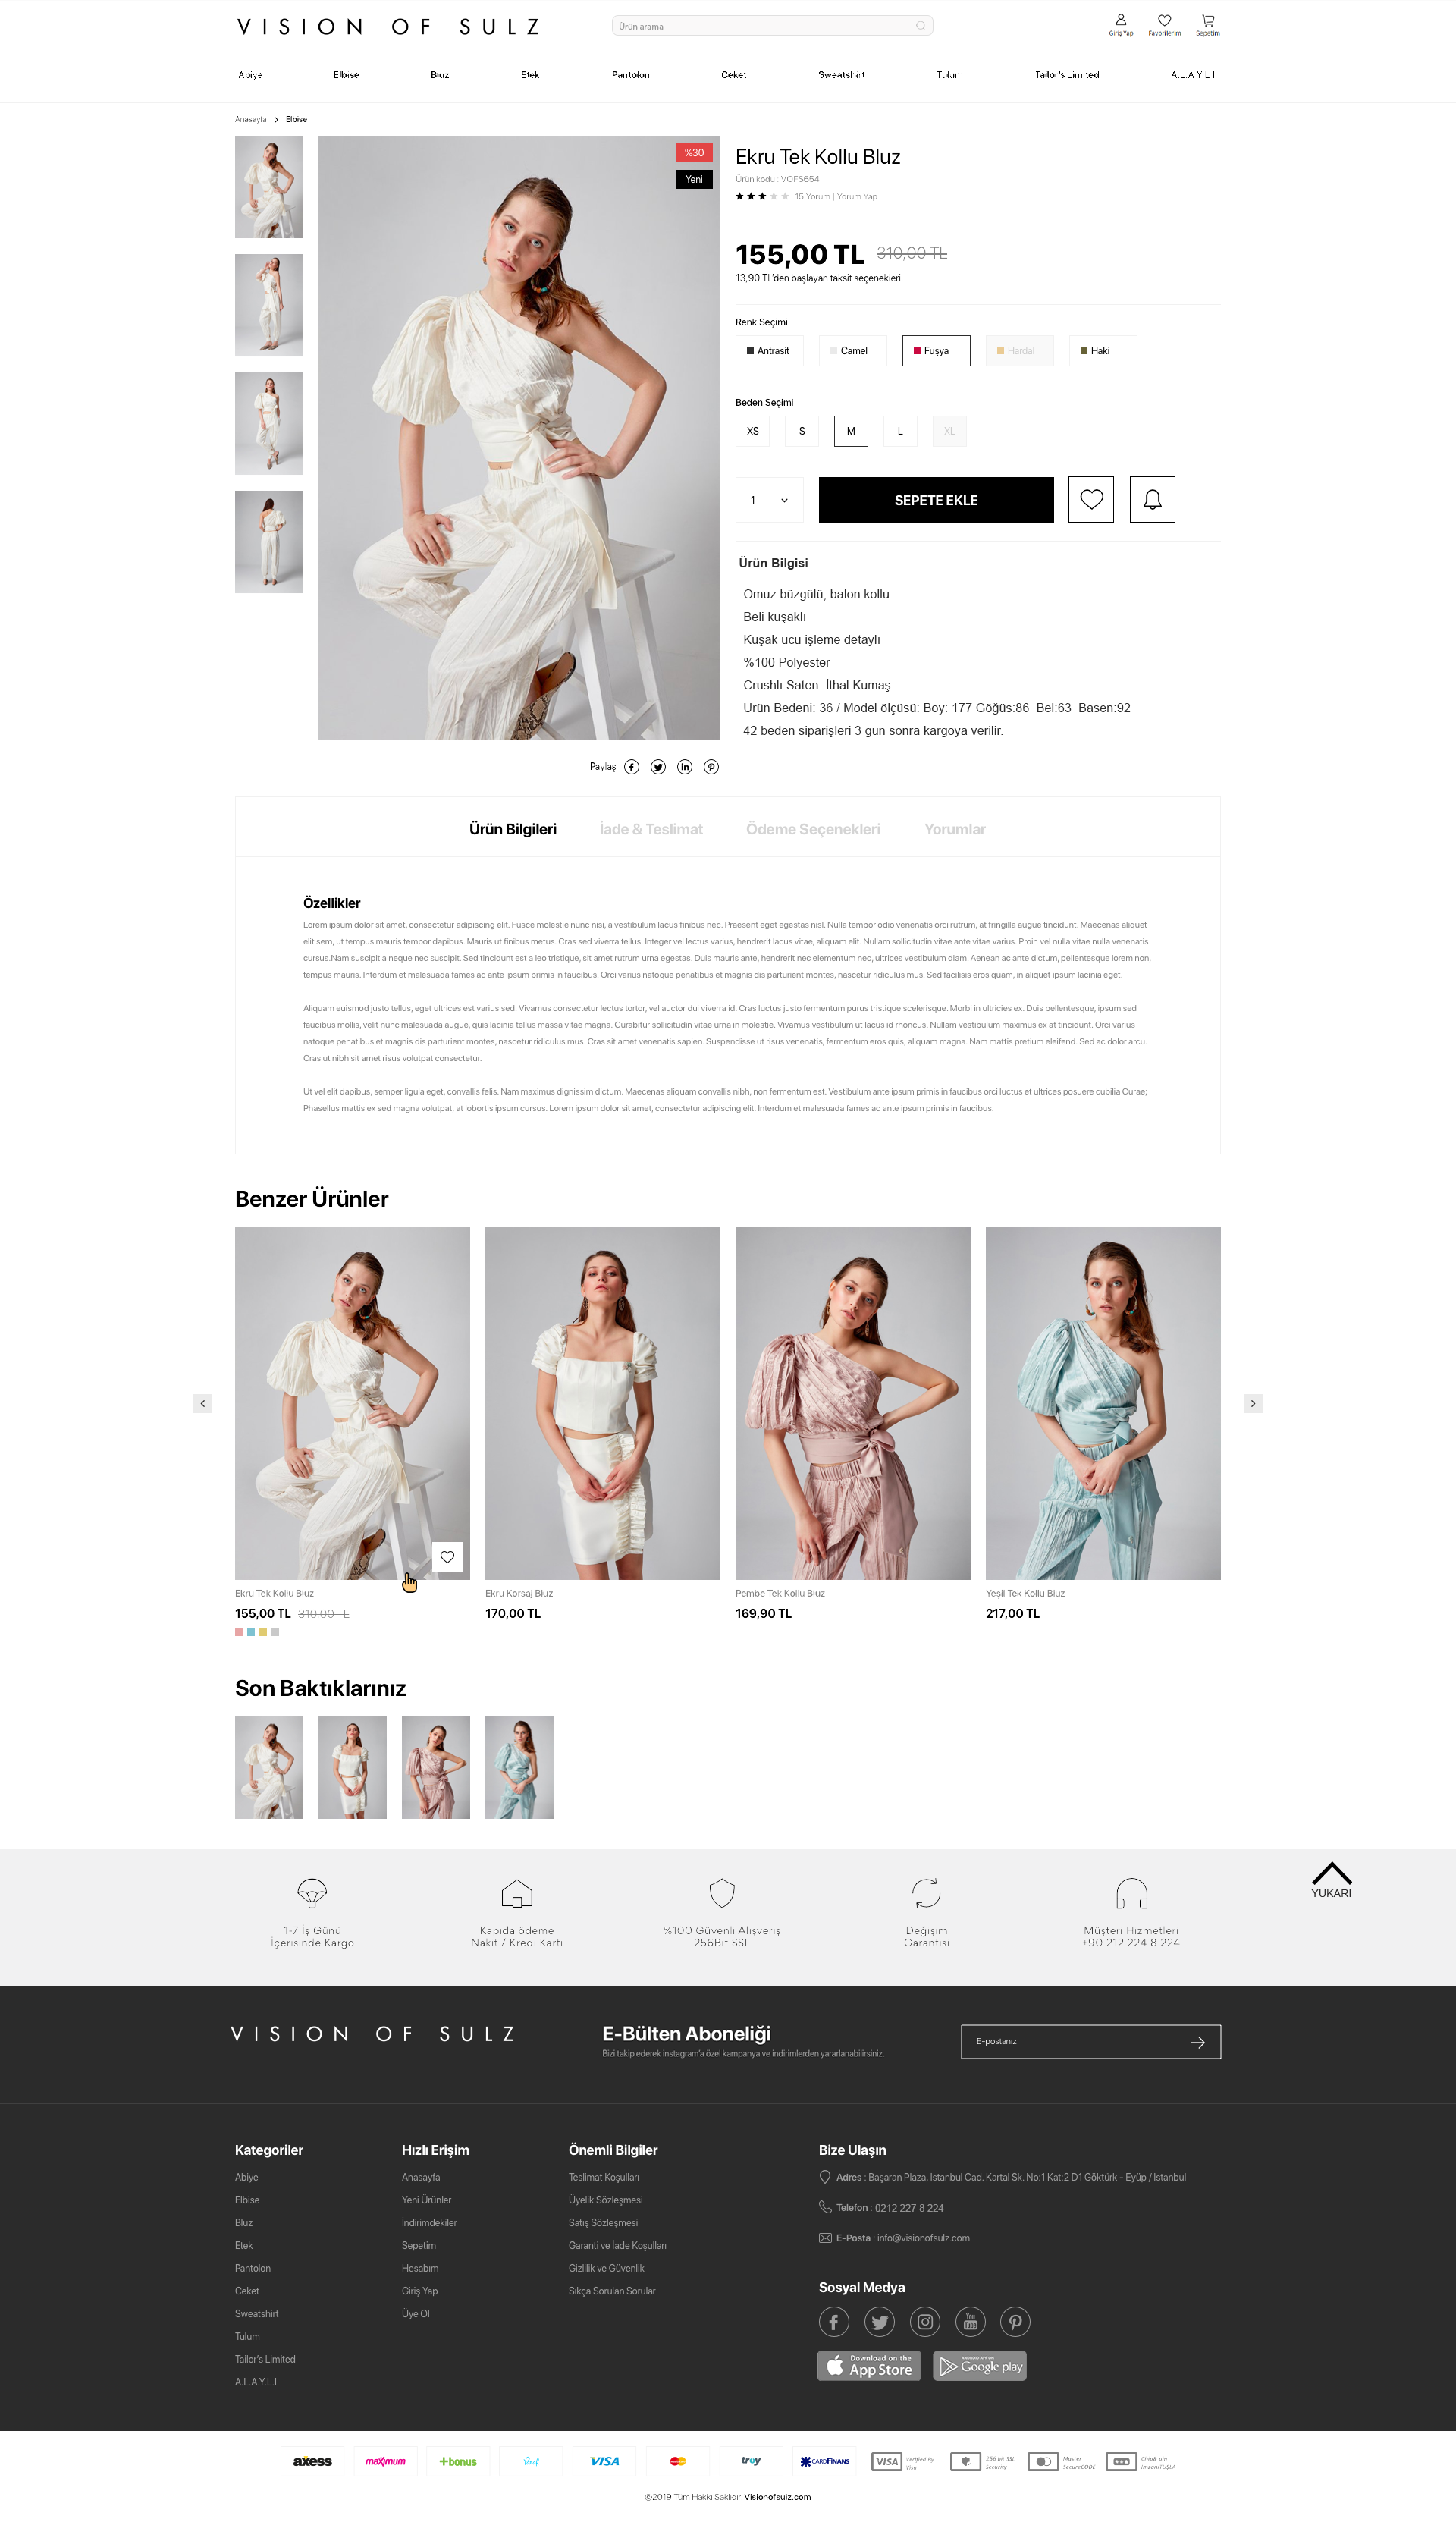 VISION OF SULZ
Ürün arama
Giriş Yap
Favorilerim
Sepetim
Abiye
Elbise
Bluz
Etek
Pantolon
Ceket
Sweatshirt
Tulum
Tailor's Limited
A.L.A.Y.L.I
Anasayfa > Elbise
%30
Yeni
Ekru Tek Kollu Bluz
Ürün kodu : VOFS654
15 Yorum | Yorum Yap
155,00 TL 310,00 TL
13,90 TL'den başlayan taksit seçenekleri.
Renk Seçimi
Antrasit
Camel
Fuşya
Hardal
Haki
Beden Seçimi
XS
S
M
L
XL
1
SEPETE EKLE
Ürün Bilgisi
Omuz büzgülü, balon kollu
Beli kuşaklı
Kuşak ucu işleme detaylı
%100 Polyester
Crushlı Saten İthal Kumaş
Ürün Bedeni: 36 / Model ölçüsü: Boy: 177 Göğüs:86 Bel:63 Basen:92
42 beden siparişleri 3 gün sonra kargoya verilir.
Paylaş
Ürün Bilgileri
İade & Teslimat
Ödeme Seçenekleri
Yorumlar
Özellikler
Lorem ipsum dolor sit amet, consectetur adipiscing elit. Fusce molestie nunc nisi, a vestibulum lacus finibus nec. Praesent eget egestas nisl. Nulla tempor odio venenatis orci rutrum, at fringilla augue tincidunt. Maecenas aliquet
elit sem, ut tempus mauris tempor dapibus. Mauris ut finibus metus. Cras sed viverra tellus. Integer vel lectus varius, hendrerit lacus vitae, aliquam elit. Nullam sollicitudin vitae ante vitae varius. Proin vel nulla vitae nulla venenatis
cursus.Nam suscipit a neque nec suscipit. Sed tincidunt est a leo tristique, sit amet rutrum urna egestas. Duis mauris ante, hendrerit nec elementum nec, ultrices vestibulum diam. Aenean ac ante dictum, pellentesque lorem non,
tempus mauris. Interdum et malesuada fames ac ante ipsum primis in faucibus. Orci varius natoque penatibus et magnis dis parturient montes, nascetur ridiculus mus. Sed facilisis eros quam, in aliquet ipsum lacinia eget.
Aliquam euismod justo tellus, eget ultrices est varius sed. Vivamus consectetur lectus tortor, vel auctor dui viverra id. Cras luctus justo fermentum purus tristique scelerisque. Morbi in ultricies ex. Duis pellentesque, ipsum sed
faucibus mollis, velit nunc malesuada augue, quis lacinia tellus massa vitae magna. Curabitur sollicitudin vitae urna in molestie. Vivamus vestibulum ut lacus id rhoncus. Nullam vestibulum maximus ex at tincidunt. Orci varius
natoque penatibus et magnis dis parturient montes, nascetur ridiculus mus. Cras sit amet venenatis sapien. Suspendisse ut risus venenatis, fermentum eros quis, aliquam magna. Nam mattis pretium eleifend. Sed ac dolor arcu.
Cras ut nibh sit amet risus volutpat consectetur.
Ut vel elit dapibus, semper ligula eget, convallis felis. Nam maximus dignissim dictum. Maecenas aliquam convallis nibh, non fermentum est. Vestibulum ante ipsum primis in faucibus orci luctus et ultrices posuere cubilia Curae;
Phasellus mattis ex sed magna volutpat, at lobortis ipsum cursus. Lorem ipsum dolor sit amet, consectetur adipiscing elit. Interdum et malesuada fames ac ante ipsum primis in faucibus.
Benzer Ürünler
Ekru Tek Kollu Bluz
155,00 TL 310,00 TL
Ekru Korsaj Bluz
170,00 TL
Pembe Tek Kollu Bluz
169,90 TL
Yeşil Tek Kollu Bluz
217,00 TL
Son Baktıklarınız
1-7 İş Günü
İçerisinde Kargo
Kapıda ödeme
Nakit / Kredi Kartı
%100 Güvenli Alışveriş
256Bit SSL
Değişim
Garantisi
Müşteri Hizmetleri
+90 212 224 8 224
YUKARI
VISION OF SULZ
E-Bülten Aboneliği
Bizi takip ederek instagram'a özel kampanya ve indirimlerden yararlanabilirsiniz.
E-postanız
Kategoriler
Abiye
Elbise
Bluz
Etek
Pantolon
Ceket
Sweatshirt
Tulum
Tailor's Limited
A.L.A.Y.L.I
Hızlı Erişim
Anasayfa
Yeni Ürünler
İndirimdekiler
Sepetim
Hesabım
Giriş Yap
Üye Ol
Önemli Bilgiler
Teslimat Koşulları
Üyelik Sözleşmesi
Satış Sözleşmesi
Garanti ve İade Koşulları
Gizlilik ve Güvenlik
Sıkça Sorulan Sorular
Bize Ulaşın
Adres : Başaran Plaza, İstanbul Cad. Kartal Sk. No:1 Kat:2 D1 Göktürk - Eyüp / İstanbul
Telefon : 0212 227 8 224
E-Posta : info@visionofsulz.com
Sosyal Medya
You Tube
Download on the
App Store
ANDROID APP ON
Google play
axess
maximum
+bonus
Paraf
VISA
troy
CARDFINANS
VISA
Verified By
Visa
256 bit SSL
Security
Master
SecureCODE
Chip& pin
©2019 Tüm Hakkı Saklıdır. Visionofsulz.com